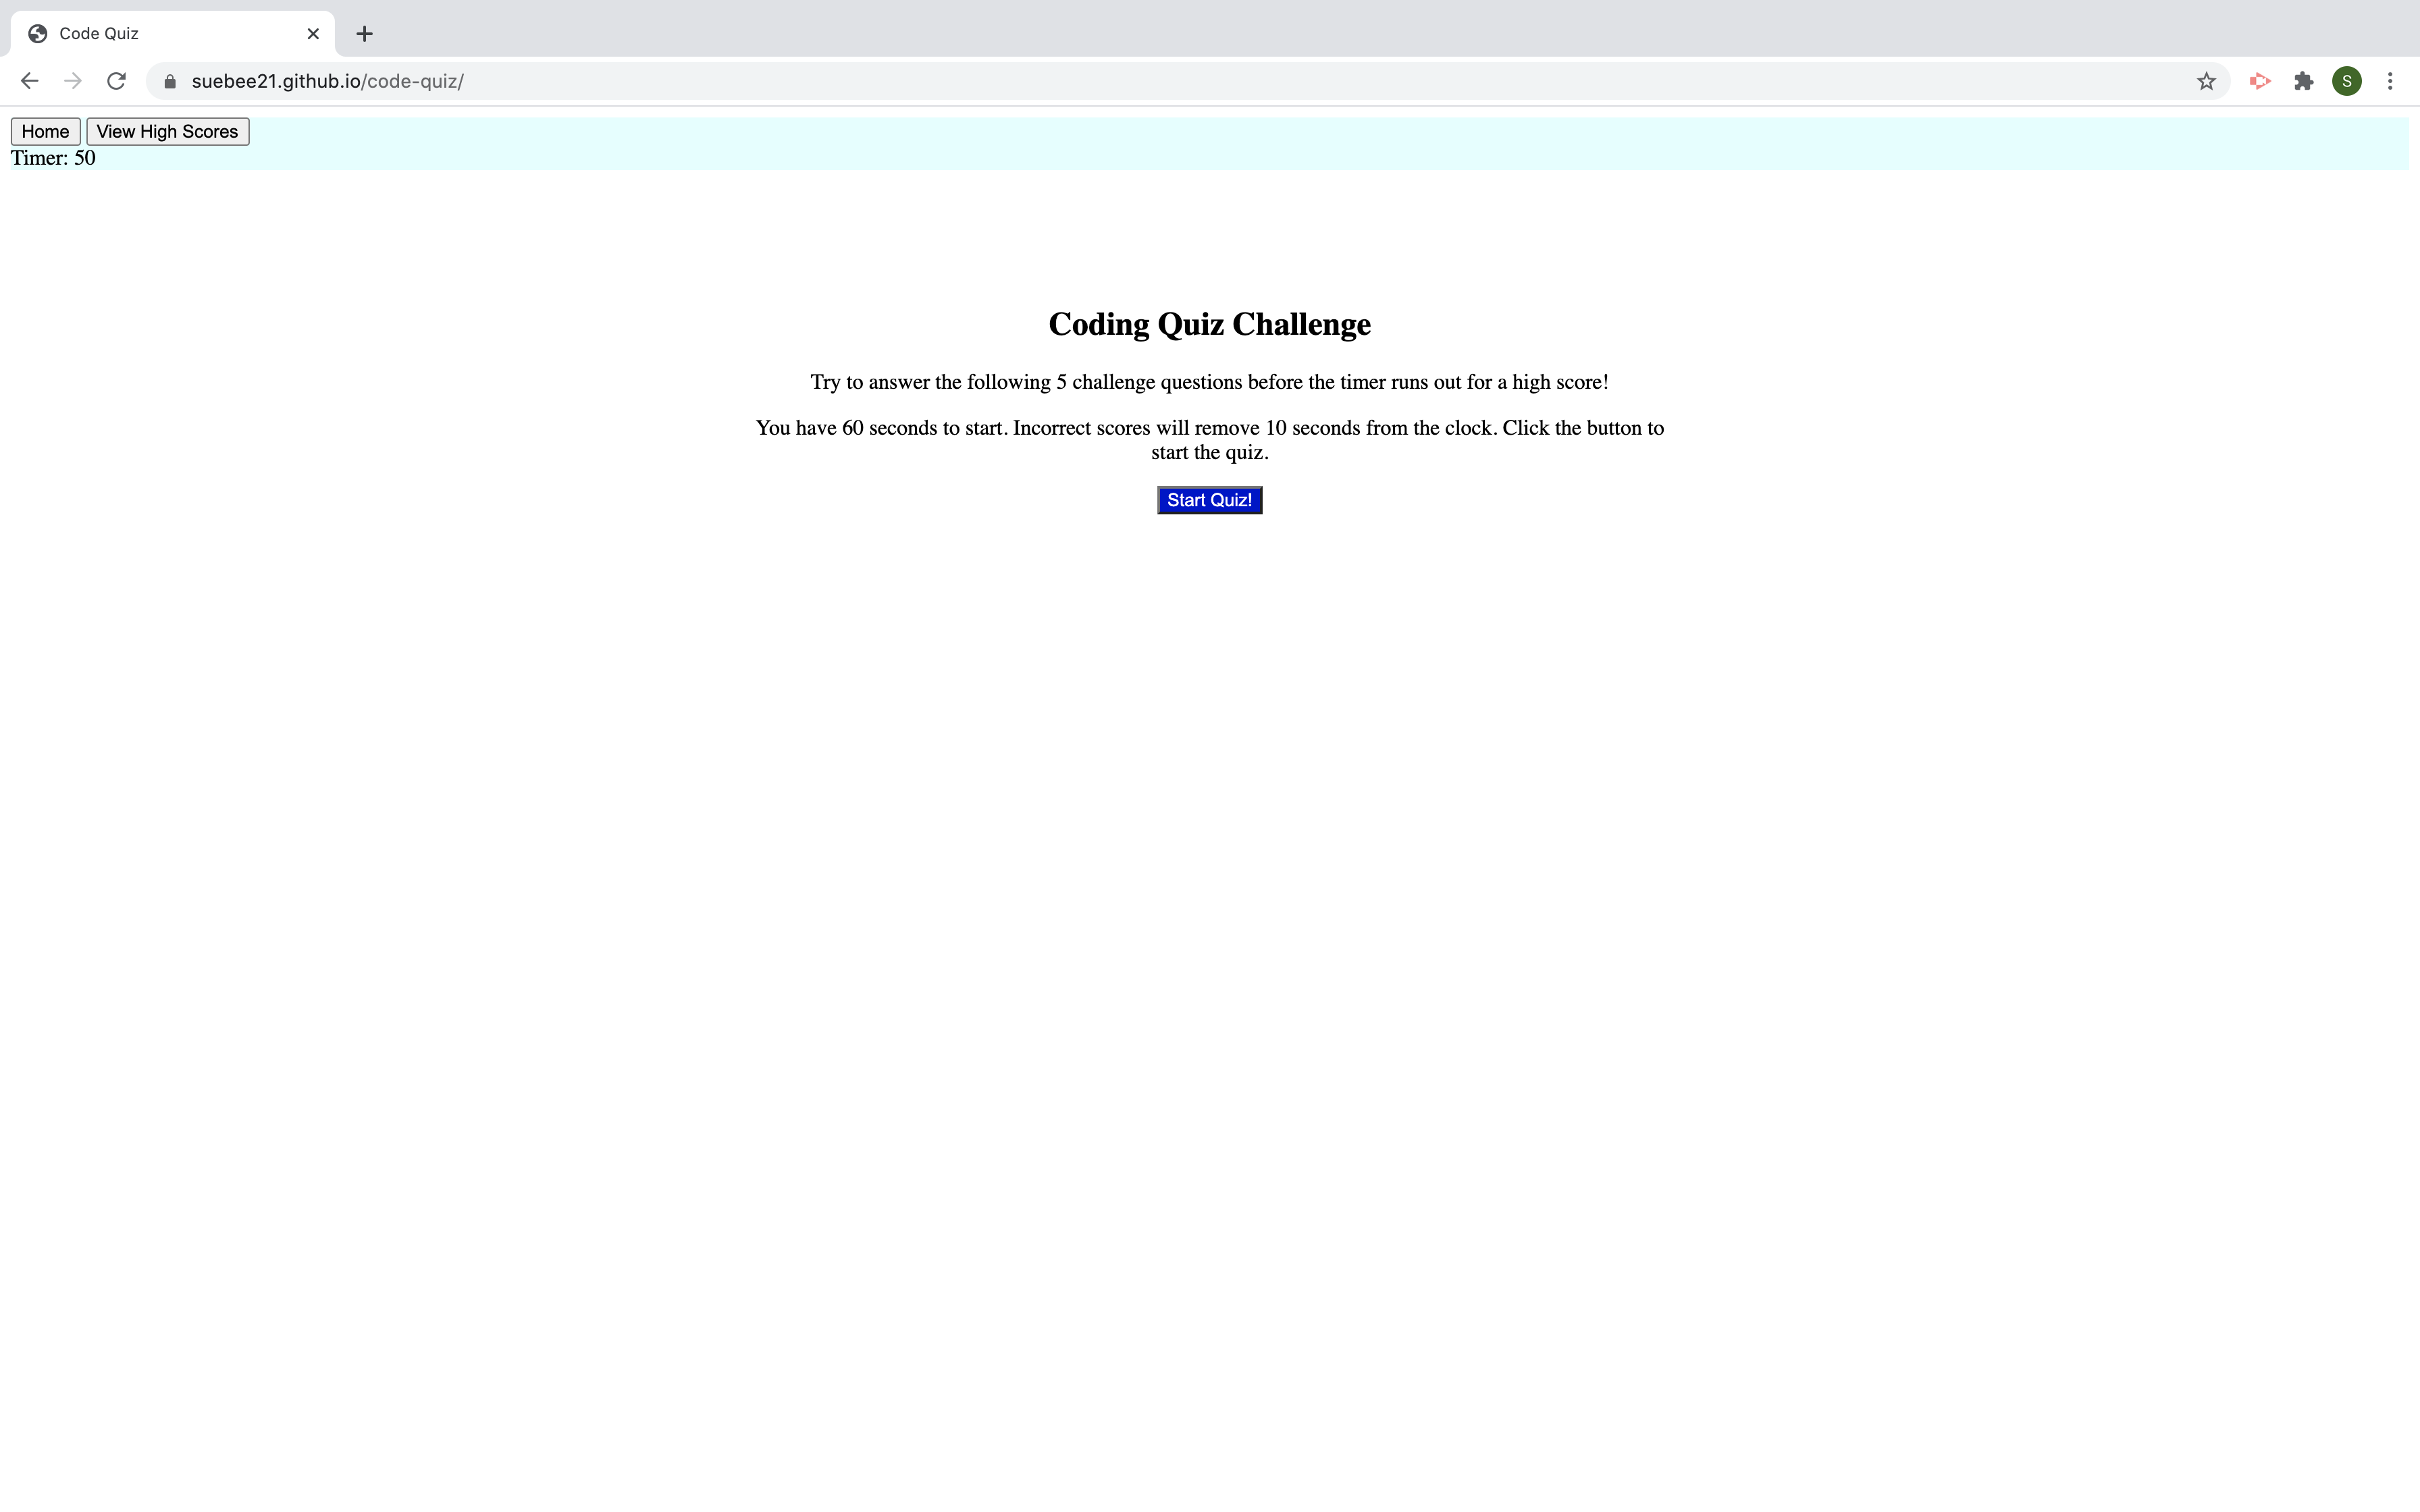 Code Quiz
suebee21.github.io/code-quiz/
S
Home View High Scores
Timer: 50
Coding Quiz Challenge
Try to answer the following 5 challenge questions before the timer runs out for a high score!
You have 60 seconds to start. Incorrect scores will remove 10 seconds from the clock. Click the button to
start the quiz.
Start Quiz!